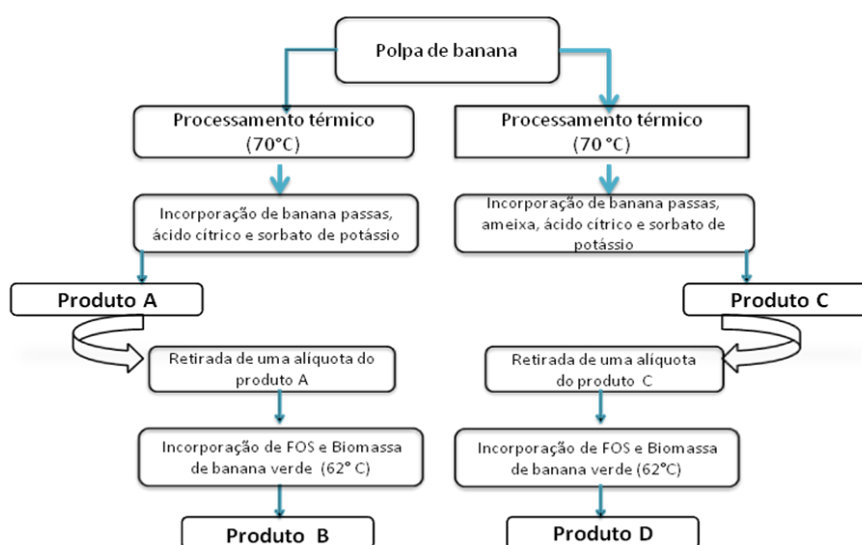 Polpa de banana
Processamento térmico
(70°C)
Processamento térmico
(70 °C)
Incorporação de banana passas,
ácido cítrico e sorbato de potássio
Incorporação de banana passas,
ameixa, ácido cítrico e sorbato de
potássio
Produto A
Produto C
Retirada de uma alíquota do
produto A
Retirada de uma alíquota
do produto C
Incorporação de FOS e Biomassa
de banana verde (62° C)
Incorporação de FOS e Biomassa
de banana verde (62°C)
Produto B
Produto D